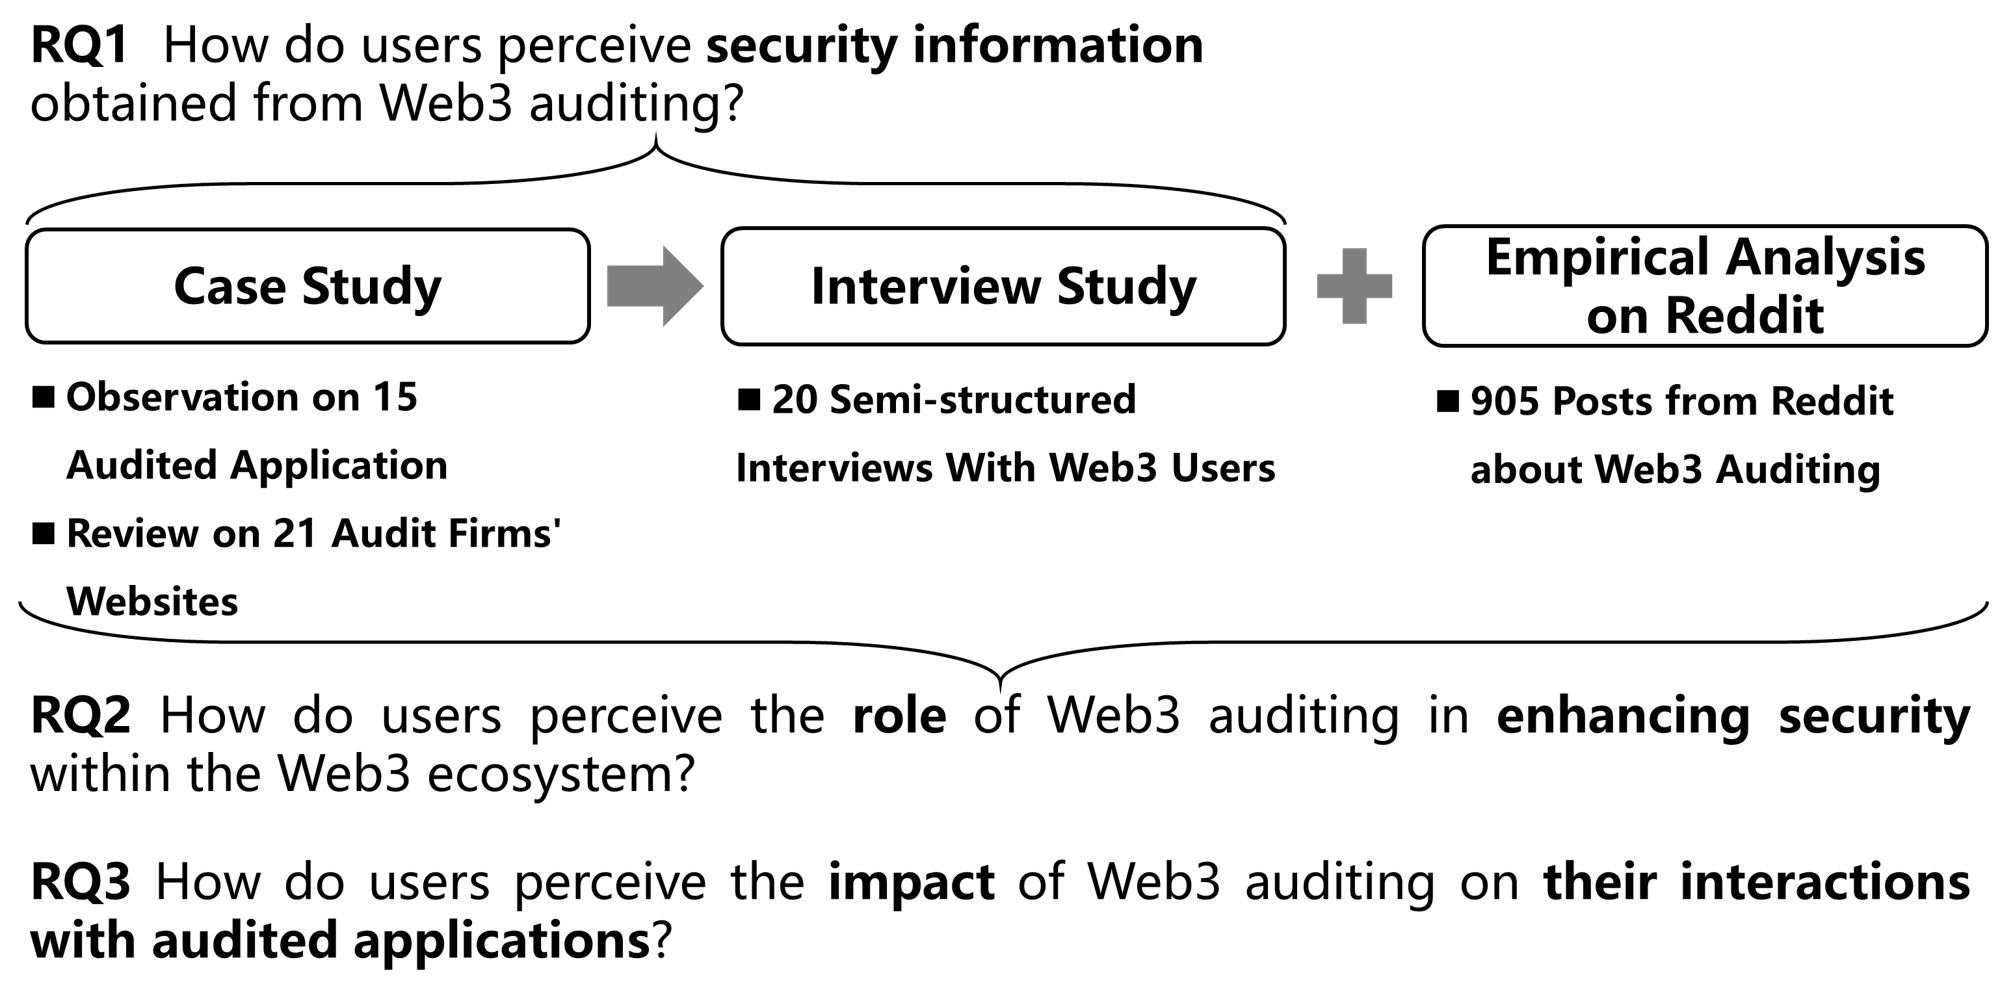 RQ1 How do users perceive security information
obtained from Web3 auditing?
Case Study
Interview Study
Empirical Analysis
on Reddit
■ Observation on 15
Audited Application
■ Review on 21 Audit Firms'
Websites
■ 20 Semi-structured
Interviews With Web3 Users
■ 905 Posts from Reddit
about Web3 Auditing
RQ2 How do users perceive the role of Web3 auditing in enhancing security
within the Web3 ecosystem?
RQ3 How do users perceive the impact of Web3 auditing on their interactions
with audited applications?